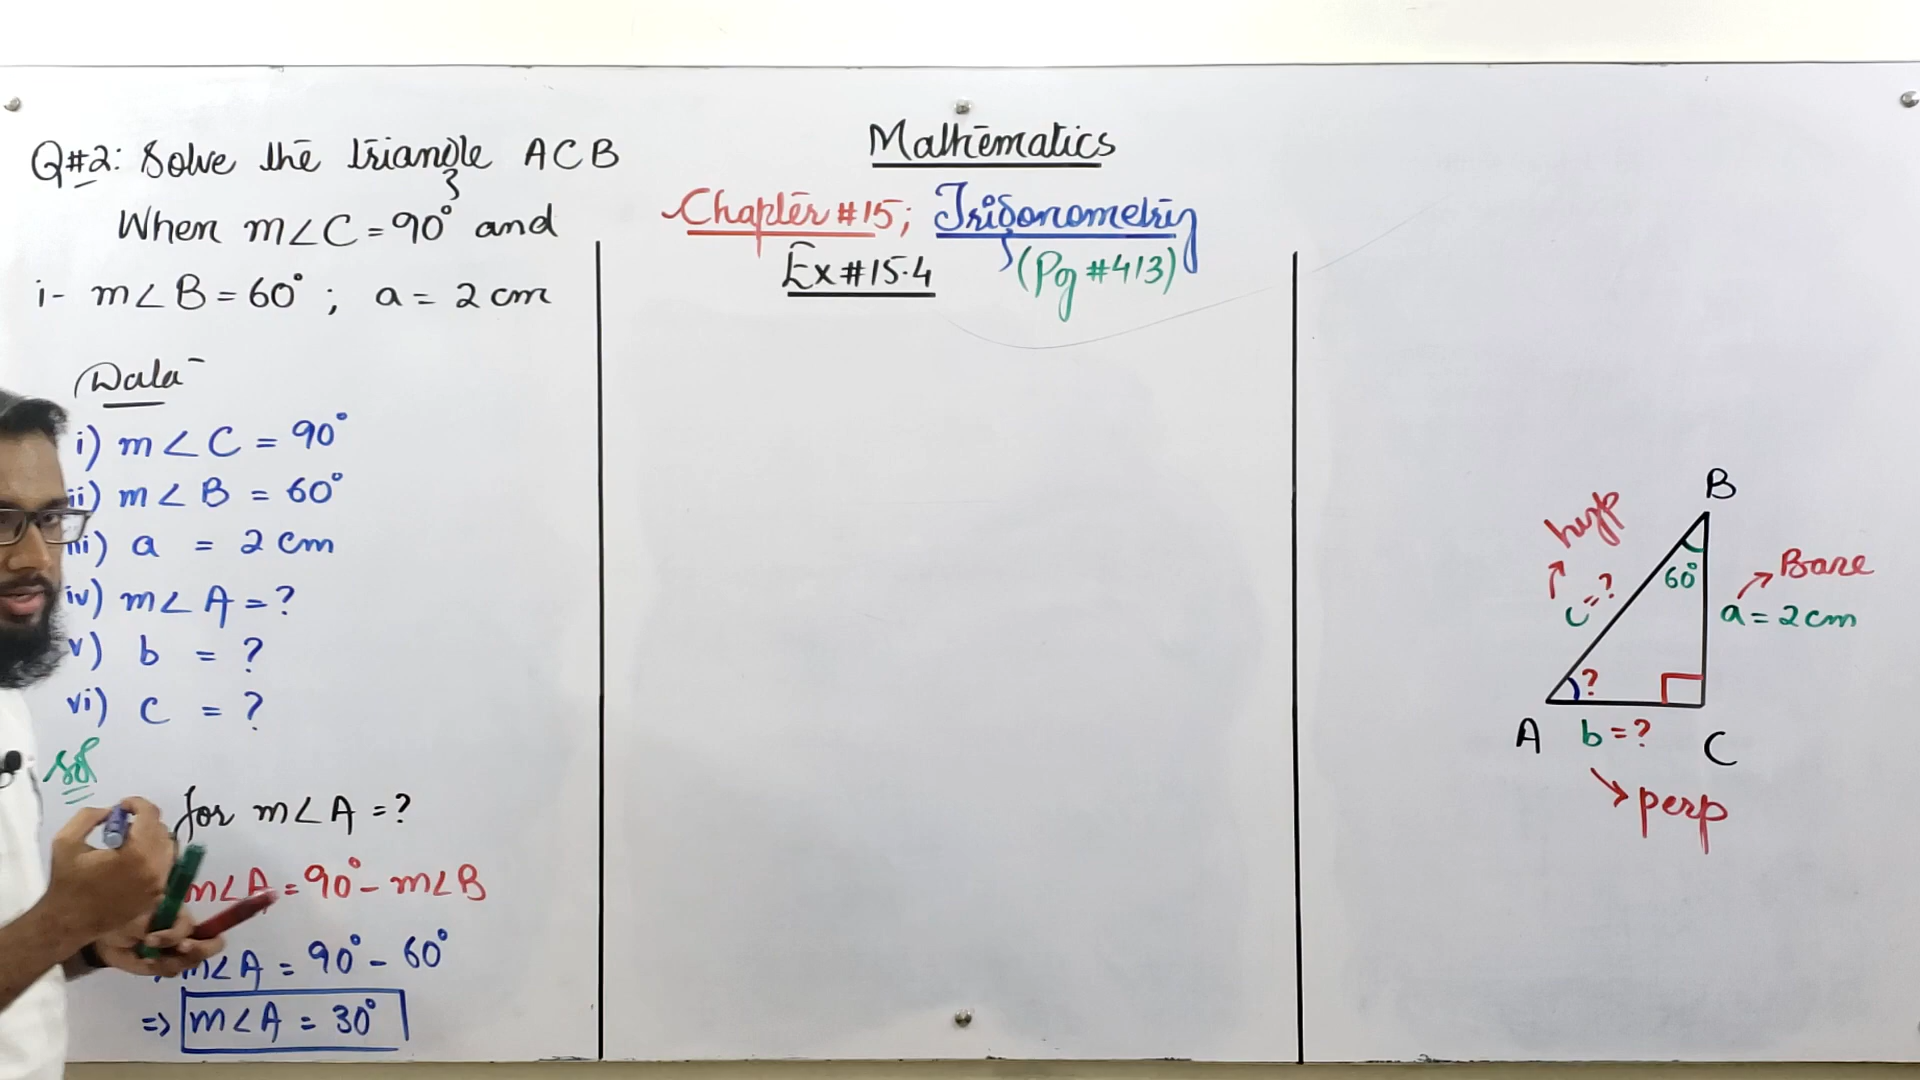 Q#2: Solve the triangle ACB
When m∠C = 90° and
i- m∠B = 60° ; a = 2 cm
Data
i) m∠C = 90°
ii) m∠B = 60°
iii) a = 2 cm
iv) m∠A = ?
v) b = ?
vi) c = ?
Sol
for m∠A = ?
m∠A = 90° - m∠B
m∠A = 90° - 60°
=> m∠A = 30°
Mathematics
Chapter #15; Trigonometry
Ex#15.4 (Pg #413)
B
hyp
60°
Base
c = ?
a = 2 cm
?
A b = ? C
perp